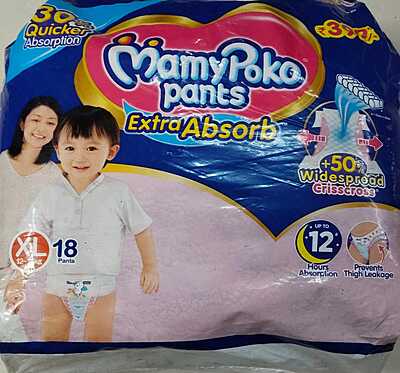 30
Quicker
Absorption
MamyPoko
pants
Extra Absorb
+50%
Widespread
Crisscross
XL
18
Pants
UP TO
12
Hours
Absorption
Prevents
Thigh Leakage